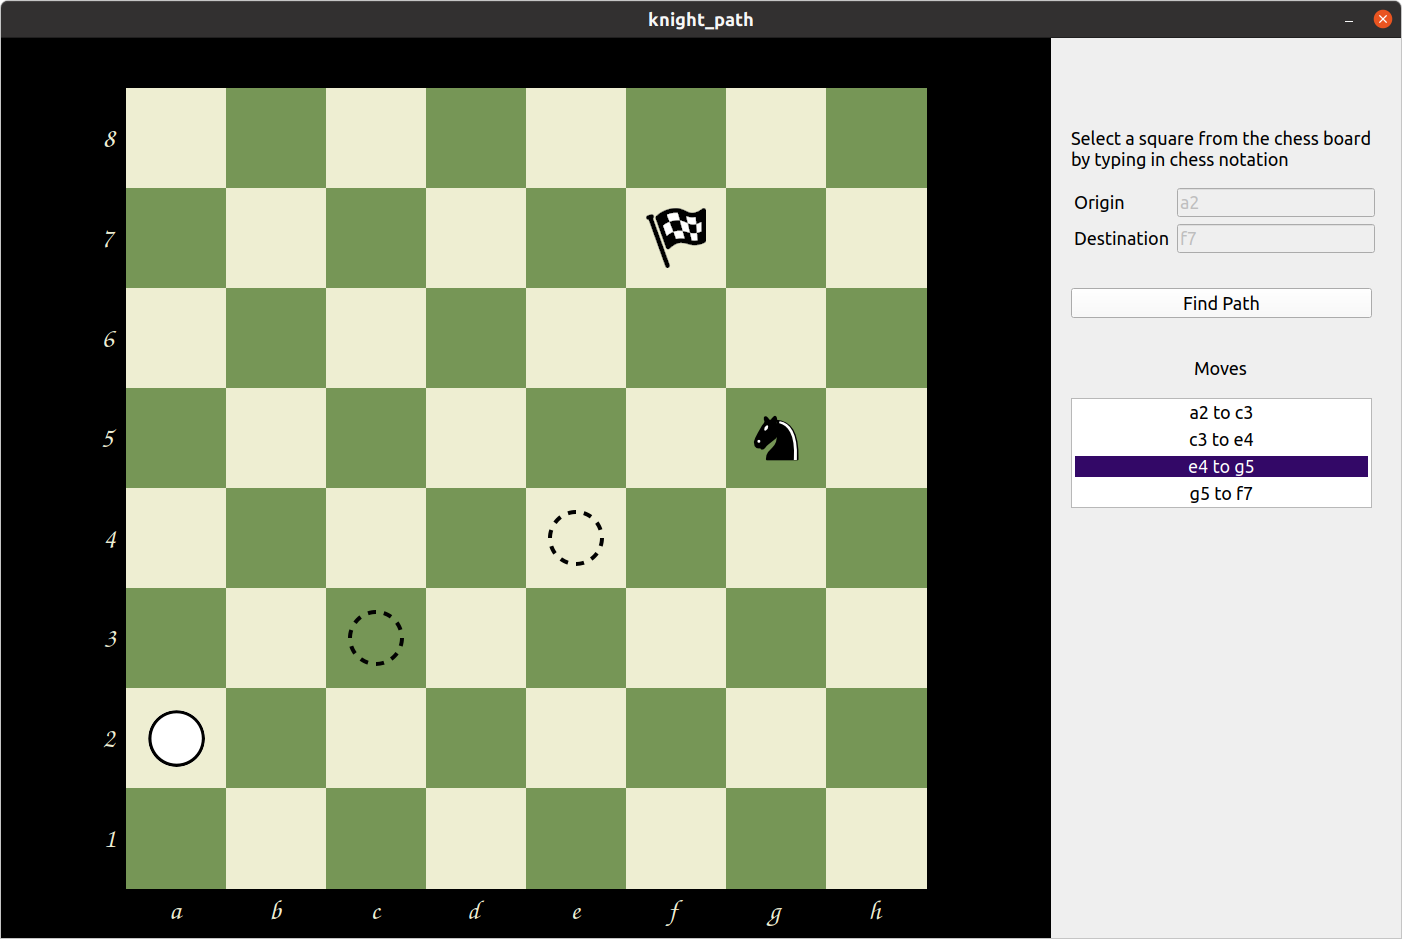 knight_path
Select a square from the chess board
by typing in chess notation
Origin a2
Destination f7
Find Path
Moves
a2 to c3
c3 to e4
e4 to g5
g5 to f7
8
7
6
5
4
3
2
1
a b c d e f g h